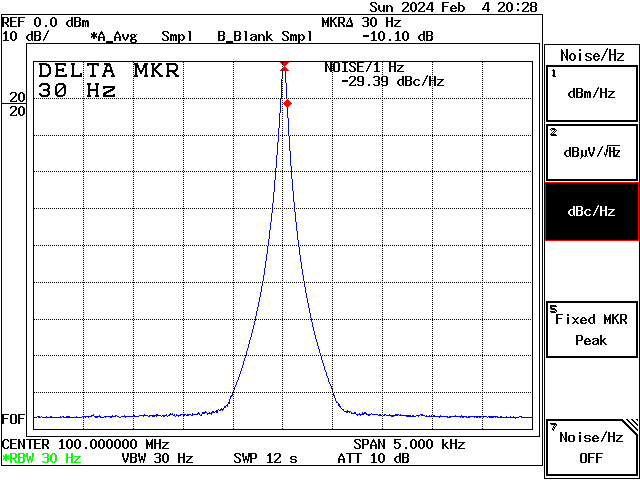 Sun 2024 Feb 4 20:28
REF 0.0 dBm MKRΔ 30 Hz
10 dB/ *A_Avg Smpl B_Blank Smpl -10.10 dB
DELTA MKR
30 Hz
NOISE/1 Hz
-29.39 dBc/Hz
20
20
FOF
CENTER 100.000000 MHz SPAN 5.000 kHz
*RBW 30 Hz VBW 30 Hz SWP 12 s ATT 10 dB
Noise/Hz
1
dBm/Hz
2
dBμV/√Hz
dBc/Hz
5
Fixed MKR
Peak
7
Noise/Hz
OFF